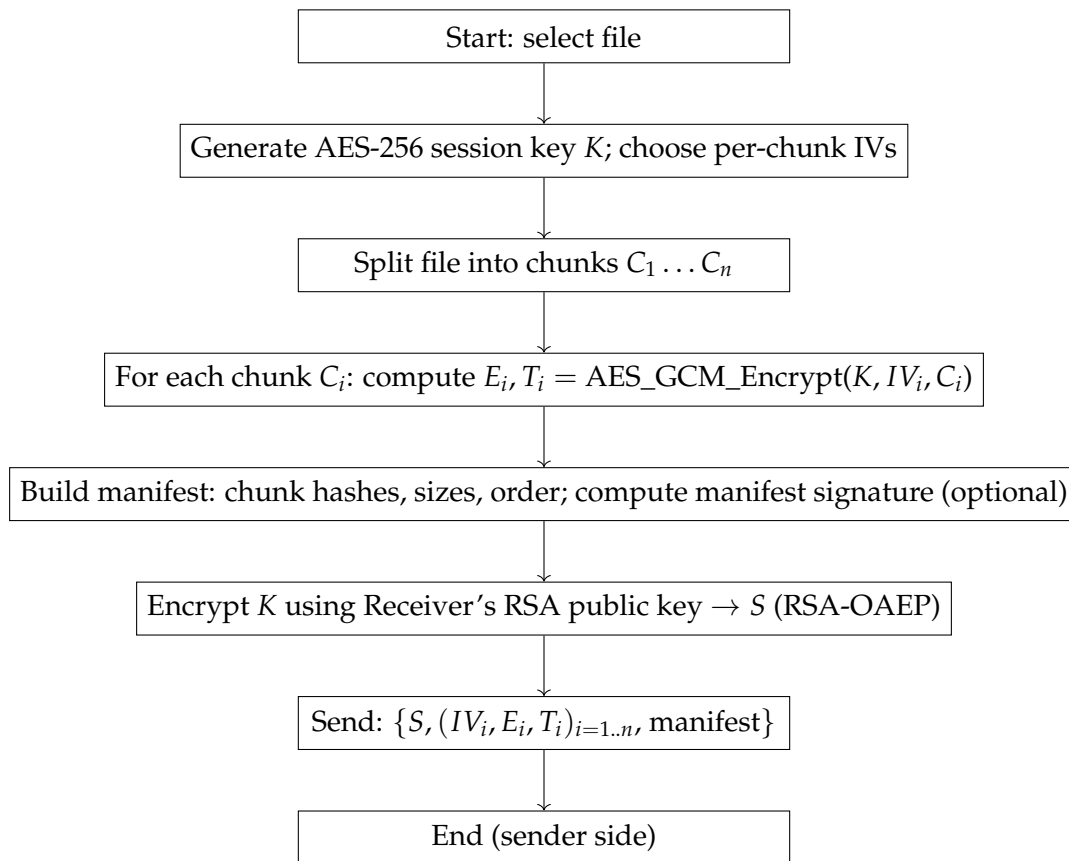 Start: select file
Generate AES-256 session key K; choose per-chunk IVs
Split file into chunks C₁ … Cₙ
For each chunk Cᵢ: compute Eᵢ, Tᵢ = AES_GCM_Encrypt(K, IVᵢ, Cᵢ)
Build manifest: chunk hashes, sizes, order; compute manifest signature (optional)
Encrypt K using Receiver's RSA public key → S (RSA-OAEP)
Send: {S, (IVᵢ, Eᵢ, Tᵢ)ᵢ₌₁..ₙ, manifest}
End (sender side)